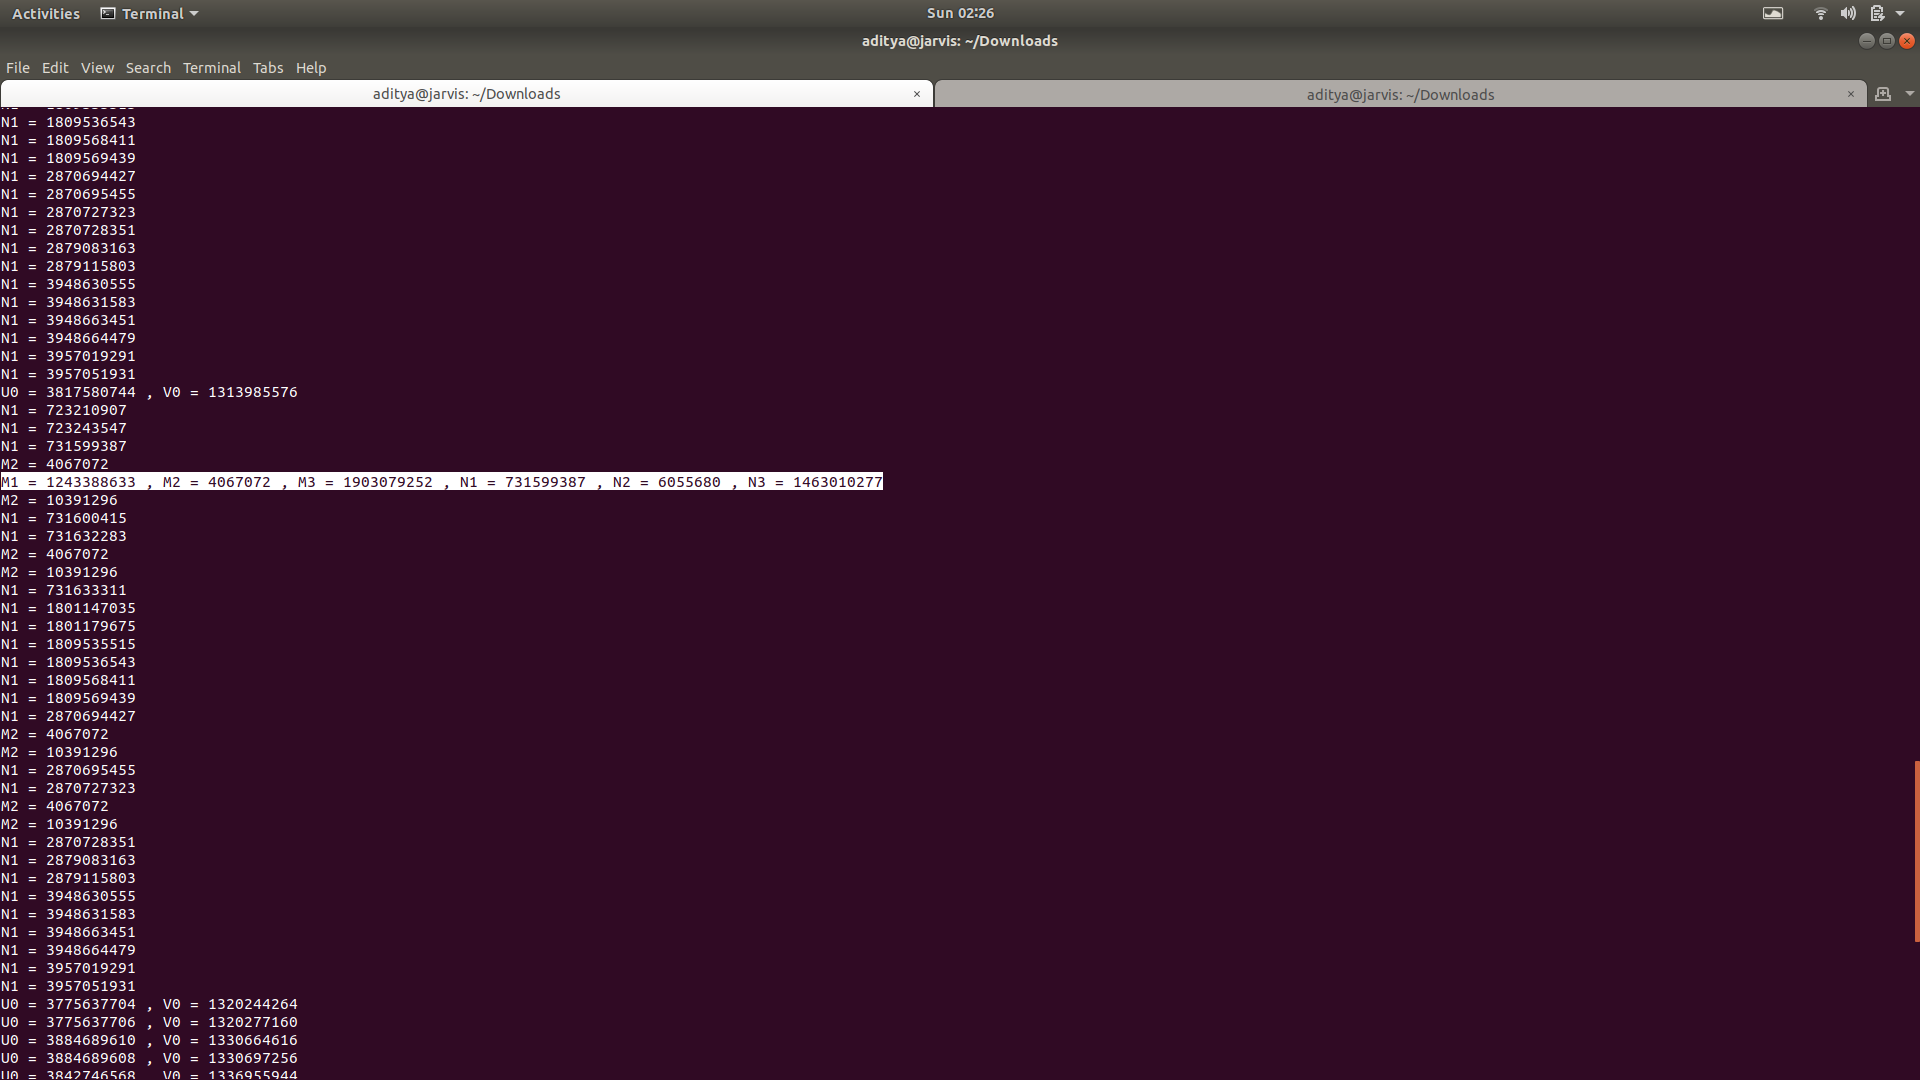 Activities Terminal Sun 02:26
aditya@jarvis: ~/Downloads
File Edit View Search Terminal Tabs Help
aditya@jarvis: ~/Downloads × aditya@jarvis: ~/Downloads ×
N1 = 1809536543
N1 = 1809568411
N1 = 1809569439
N1 = 2870694427
N1 = 2870695455
N1 = 2870727323
N1 = 2870728351
N1 = 2879083163
N1 = 2879115803
N1 = 3948630555
N1 = 3948631583
N1 = 3948663451
N1 = 3948664479
N1 = 3957019291
N1 = 3957051931
U0 = 3817580744 , V0 = 1313985576
N1 = 723210907
N1 = 723243547
N1 = 731599387
M2 = 4067072
M1 = 1243388633 , M2 = 4067072 , M3 = 1903079252 , N1 = 731599387 , N2 = 6055680 , N3 = 1463010277
M2 = 10391296
N1 = 731600415
N1 = 731632283
M2 = 4067072
M2 = 10391296
N1 = 731633311
N1 = 1801147035
N1 = 1801179675
N1 = 1809535515
N1 = 1809536543
N1 = 1809568411
N1 = 1809569439
N1 = 2870694427
M2 = 4067072
M2 = 10391296
N1 = 2870695455
N1 = 2870727323
M2 = 4067072
M2 = 10391296
N1 = 2870728351
N1 = 2879083163
N1 = 2879115803
N1 = 3948630555
N1 = 3948631583
N1 = 3948663451
N1 = 3948664479
N1 = 3957019291
N1 = 3957051931
U0 = 3775637704 , V0 = 1320244264
U0 = 3775637706 , V0 = 1320277160
U0 = 3884689610 , V0 = 1330664616
U0 = 3884689608 , V0 = 1330697256
U0 = 3842746568 , V0 = 1336955944